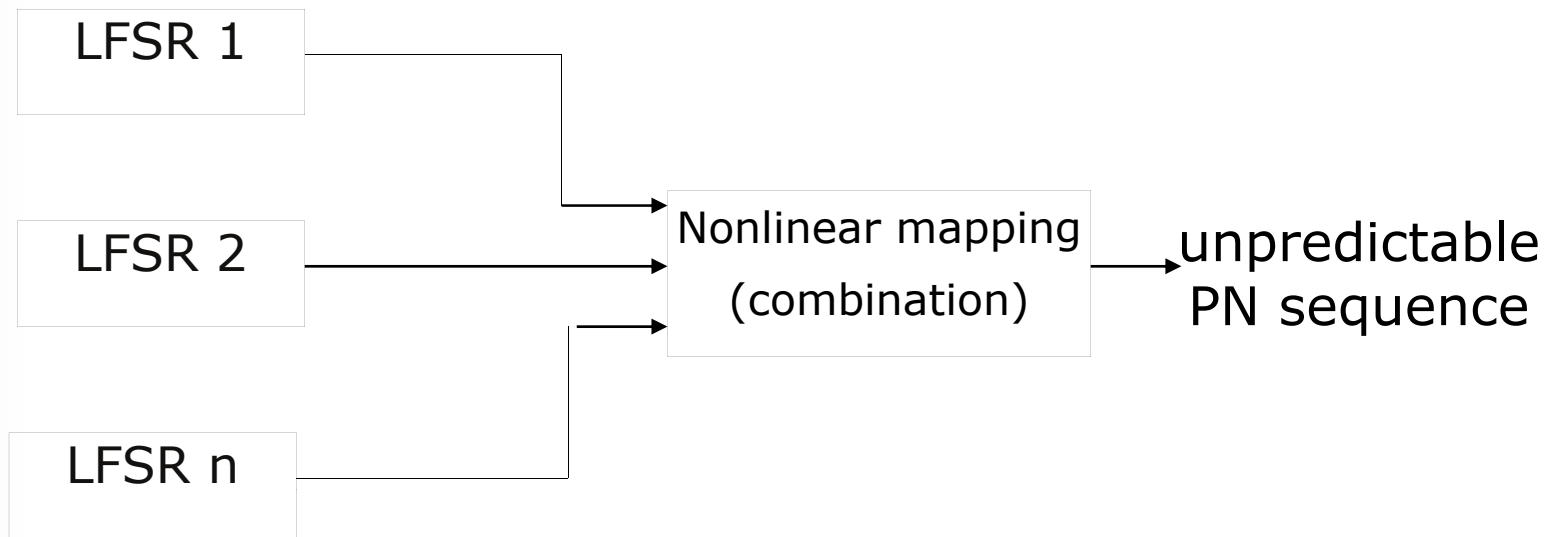 LFSR 1
LFSR 2
LFSR n
Nonlinear mapping
(combination)
unpredictable
PN sequence